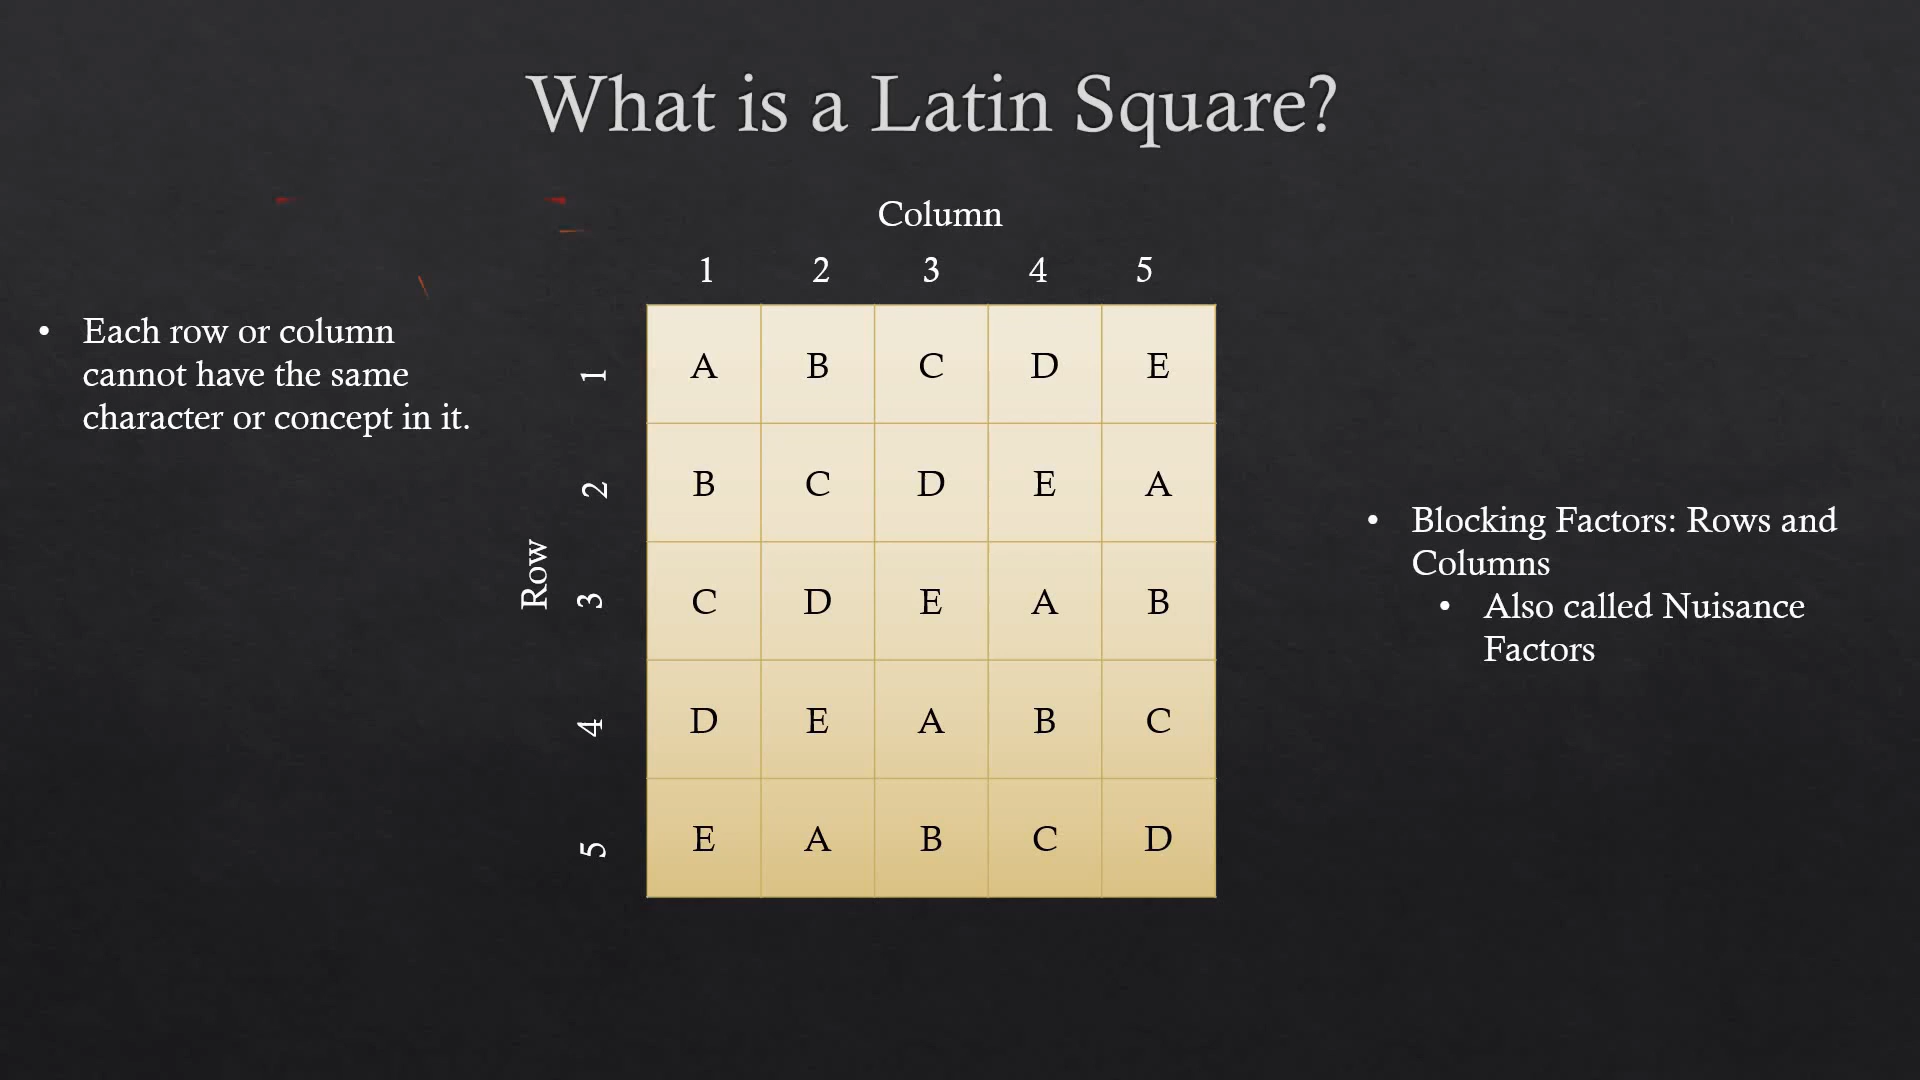 What is a Latin Square?
Column
1 2 3 4 5
• Each row or column
cannot have the same
character or concept in it.
Row
1 A B C D E
2 B C D E A
3 C D E A B
4 D E A B C
5 E A B C D
• Blocking Factors: Rows and
Columns
• Also called Nuisance
Factors